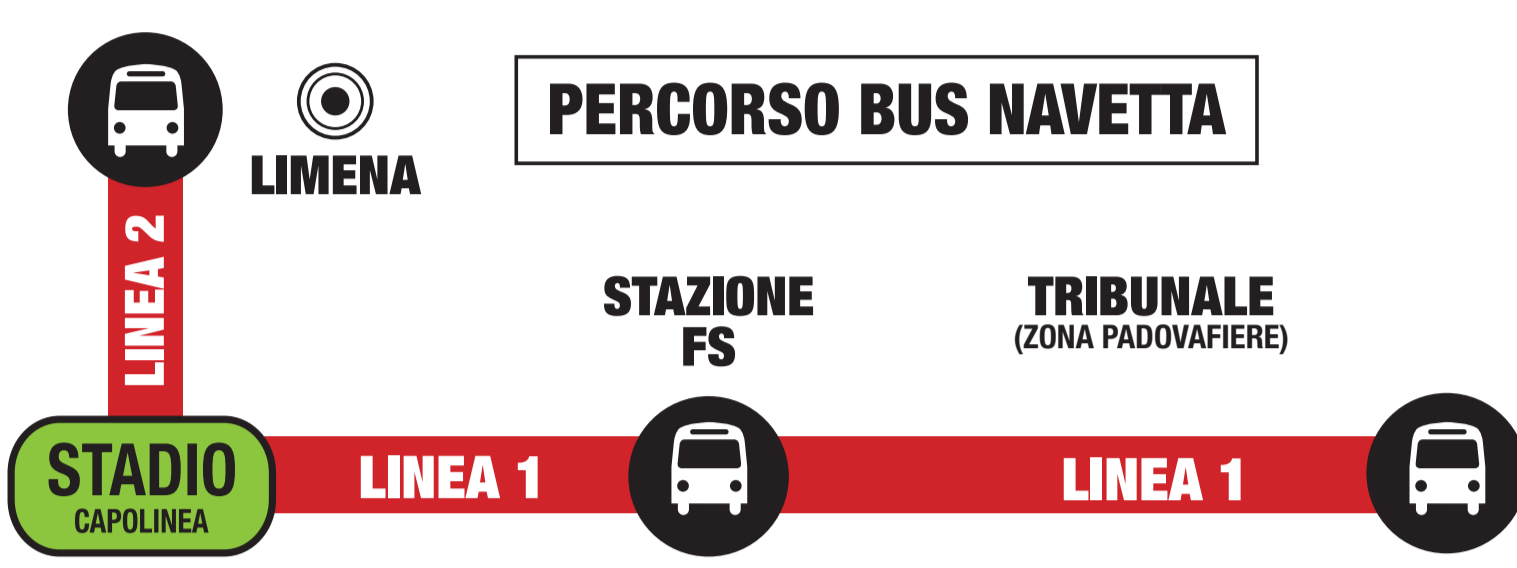 PERCORSO BUS NAVETTA
LIMENA
LINEA 2
STAZIONE
FS
TRIBUNALE
(ZONA PADOVAFIERE)
STADIO
CAPOLINEA
LINEA 1
LINEA 1